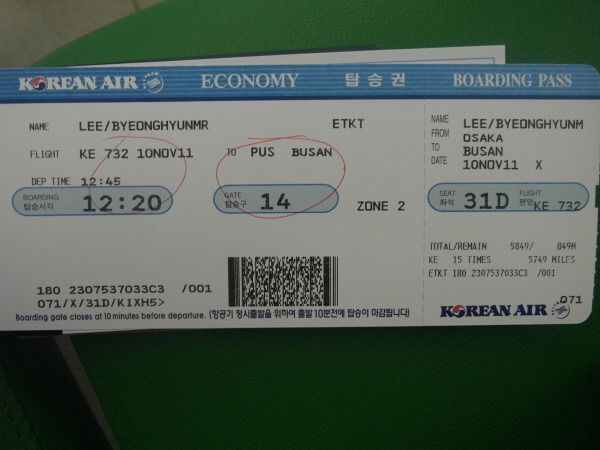 KOREAN AIR ECONOMY 탑승권 BOARDING PASS
NAME LEE/BYEONGHYUNMR ETKT
FLIGHT KE 732 10NOV11 TO PUS BUSAN
DEP TIME 12:45
BOARDING 탑승시각 12:20 GATE 탑승구 14 ZONE 2
180 2307537033C3 /001
071/X/31D/KIXH5>
Boarding gate closes at 10 minutes before departure. (항공기 정시출발을 위하여 출발 10분전에 탑승이 마감됩니다)
NAME LEE/BYEONGHYUNM
FROM OSAKA
TO BUSAN
DATE 10NOV11 X
SEAT 좌석 31D FLIGHT 편명 KE 732
TOTAL/REMAIN 5849/ 849M
KE 15 TIMES 5749 MILES
ETKT 180 2307537033C3 /001
071
KOREAN AIR